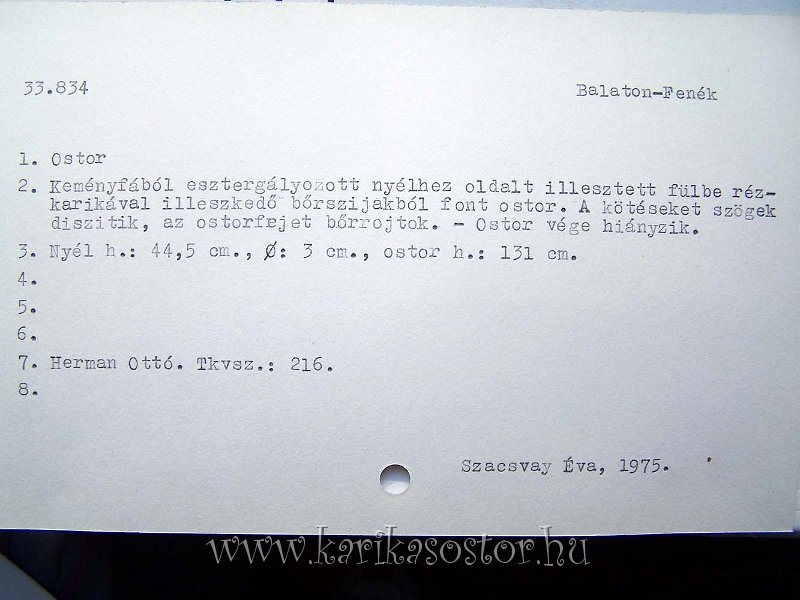 33.834
Balaton-Fenék
1. Ostor
2. Keményfából esztergályozott nyélhez oldalt illesztett fülbe réz-
karikával illeszkedő bőrszijakból font ostor. A kötéseket szögek
diszitik, az ostorfejet bőrrojtok. - Ostor vége hiányzik.
3. Nyél h.: 44,5 cm., Ø: 3 cm., ostor h.: 131 cm.
4.
5.
6.
7. Herman Ottó. Tkvsz.: 216.
8.
Szacsvay Éva, 1975.
www.karikasostor.hu